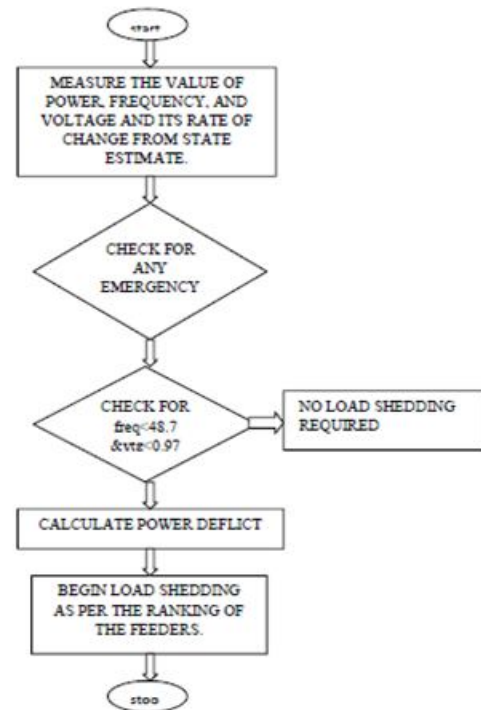 start
MEASURE THE VALUE OF
POWER, FREQUENCY, AND
VOLTAGE AND ITS RATE OF
CHANGE FROM STATE
ESTIMATE.
CHECK FOR
ANY
EMERGENCY
CHECK FOR
freq<48.7
&vtg<0.97
NO LOAD SHEDDING
REQUIRED
CALCULATE POWER DEFLICT
BEGIN LOAD SHEDDING
AS PER THE RANKING OF
THE FEEDERS.
stop